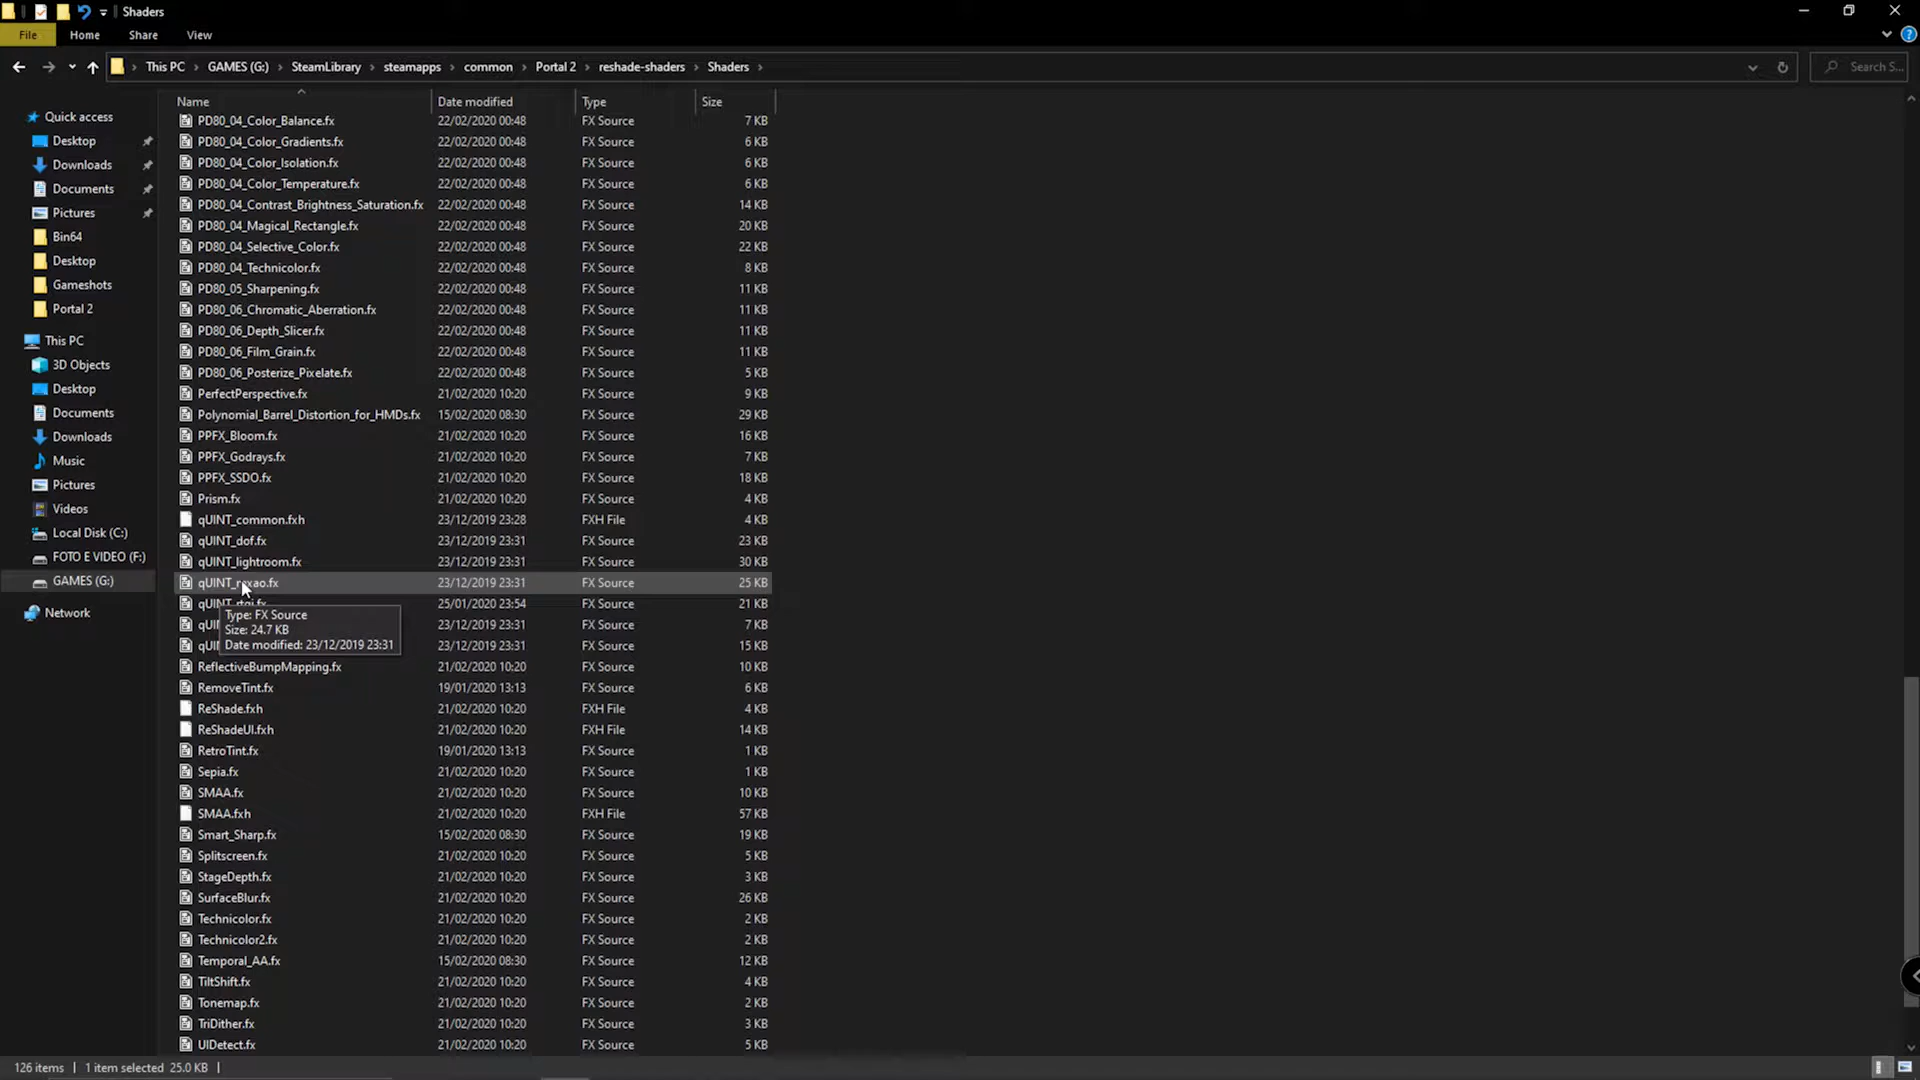 Shaders
File Home Share View
This PC GAMES (G:) SteamLibrary steamapps common Portal 2 reshade-shaders Shaders Search S...
Name Date modified Type Size
PD80_04_Color_Balance.fx 22/02/2020 00:48 FX Source 7 KB
PD80_04_Color_Gradients.fx 22/02/2020 00:48 FX Source 6 KB
PD80_04_Color_Isolation.fx 22/02/2020 00:48 FX Source 6 KB
PD80_04_Color_Temperature.fx 22/02/2020 00:48 FX Source 6 KB
PD80_04_Contrast_Brightness_Saturation.fx 22/02/2020 00:48 FX Source 14 KB
PD80_04_Magical_Rectangle.fx 22/02/2020 00:48 FX Source 20 KB
PD80_04_Selective_Color.fx 22/02/2020 00:48 FX Source 22 KB
PD80_04_Technicolor.fx 22/02/2020 00:48 FX Source 8 KB
PD80_05_Sharpening.fx 22/02/2020 00:48 FX Source 11 KB
PD80_06_Chromatic_Aberration.fx 22/02/2020 00:48 FX Source 11 KB
PD80_06_Depth_Slicer.fx 22/02/2020 00:48 FX Source 11 KB
PD80_06_Film_Grain.fx 22/02/2020 00:48 FX Source 11 KB
PD80_06_Posterize_Pixelate.fx 22/02/2020 00:48 FX Source 5 KB
PerfectPerspective.fx 21/02/2020 10:20 FX Source 9 KB
Polynomial_Barrel_Distortion_for_HMDs.fx 15/02/2020 08:30 FX Source 29 KB
PPFX_Bloom.fx 21/02/2020 10:20 FX Source 16 KB
PPFX_Godrays.fx 21/02/2020 10:20 FX Source 7 KB
PPFX_SSDO.fx 21/02/2020 10:20 FX Source 18 KB
Prism.fx 21/02/2020 10:20 FX Source 4 KB
qUINT_common.fxh 23/12/2019 23:28 FXH File 4 KB
qUINT_dof.fx 23/12/2019 23:31 FX Source 23 KB
qUINT_lightroom.fx 23/12/2019 23:31 FX Source 30 KB
23/12/2019 23:31 FX Source 25 KB
25/01/2020 23:54 FX Source 21 KB
23/12/2019 23:31 FX Source 7 KB
23/12/2019 23:31 FX Source 15 KB
Type: FX Source
Size: 24.7 KB
Date modified: 23/12/2019 23:31
ReflectiveBumpMapping.fx 21/02/2020 10:20 FX Source 10 KB
RemoveTint.fx 19/01/2020 13:13 FX Source 6 KB
ReShade.fxh 21/02/2020 10:20 FXH File 4 KB
ReShadeUI.fxh 21/02/2020 10:20 FXH File 14 KB
RetroTint.fx 19/01/2020 13:13 FX Source 1 KB
Sepia.fx 21/02/2020 10:20 FX Source 1 KB
SMAA.fx 21/02/2020 10:20 FX Source 10 KB
SMAA.fxh 21/02/2020 10:20 FXH File 57 KB
Smart_Sharp.fx 15/02/2020 08:30 FX Source 19 KB
Splitscreen.fx 21/02/2020 10:20 FX Source 5 KB
StageDepth.fx 21/02/2020 10:20 FX Source 3 KB
SurfaceBlur.fx 21/02/2020 10:20 FX Source 26 KB
Technicolor.fx 21/02/2020 10:20 FX Source 2 KB
Technicolor2.fx 21/02/2020 10:20 FX Source 2 KB
Temporal_AA.fx 15/02/2020 08:30 FX Source 12 KB
TiltShift.fx 21/02/2020 10:20 FX Source 4 KB
Tonemap.fx 21/02/2020 10:20 FX Source 2 KB
TriDither.fx 21/02/2020 10:20 FX Source 3 KB
UIDetect.fx 21/02/2020 10:20 FX Source 5 KB
Quick access
Desktop
Downloads
Documents
Pictures
Bin64
Desktop
Gameshots
Portal 2
This PC
3D Objects
Desktop
Documents
Downloads
Music
Pictures
Videos
Local Disk (C:)
FOTO E VIDEO (F:)
GAMES (G:)
Network
126 items 1 item selected 25.0 KB